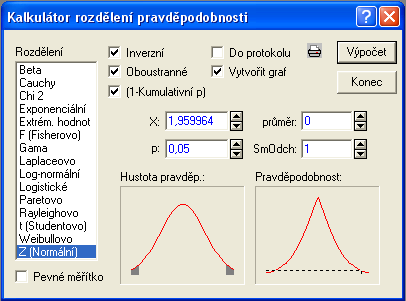 Kalkulátor rozdělení pravděpodobnosti
Rozdělení
Beta
Cauchy
Chi 2
Exponenciální
Extrém. hodnot
F (Fisherovo)
Gama
Laplaceovo
Log-normální
Logistické
Paretovo
Rayleighovo
t (Studentovo)
Weibullovo
Z (Normální)
Pevné měřítko
Inverzní
Do protokolu
Oboustranné
Vytvořit graf
(1-Kumulativní p)
Výpočet
Konec
X: 1,959964
průměr: 0
p: 0,05
SmOdch: 1
Hustota pravděp.:
Pravděpodobnost: